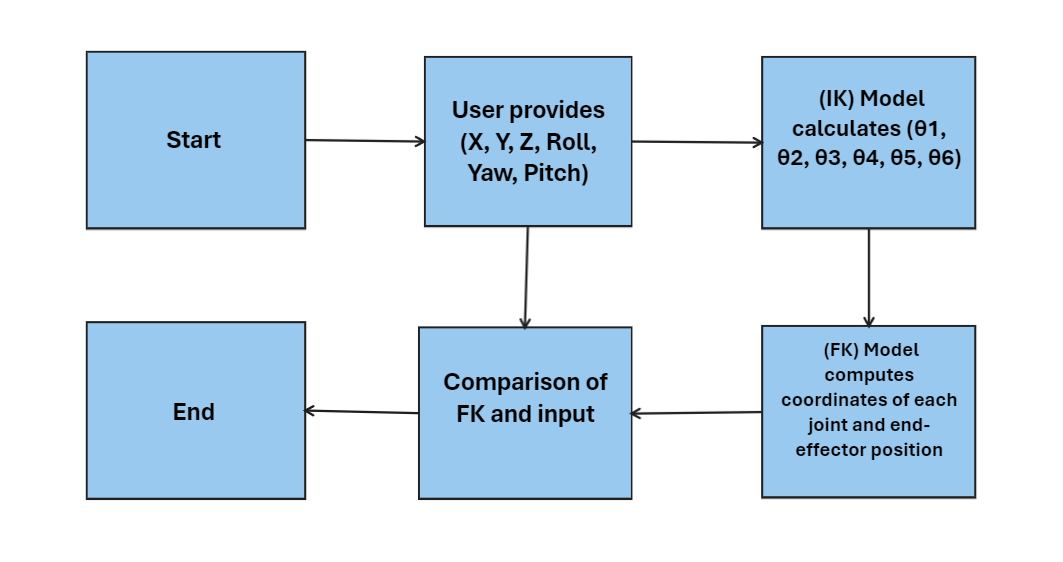 Start
User provides
(X, Y, Z, Roll,
Yaw, Pitch)
(IK) Model
calculates (θ1,
θ2, θ3, θ4, θ5, θ6)
End
Comparison of
FK and input
(FK) Model
computes
coordinates of each
joint and end-
effector position